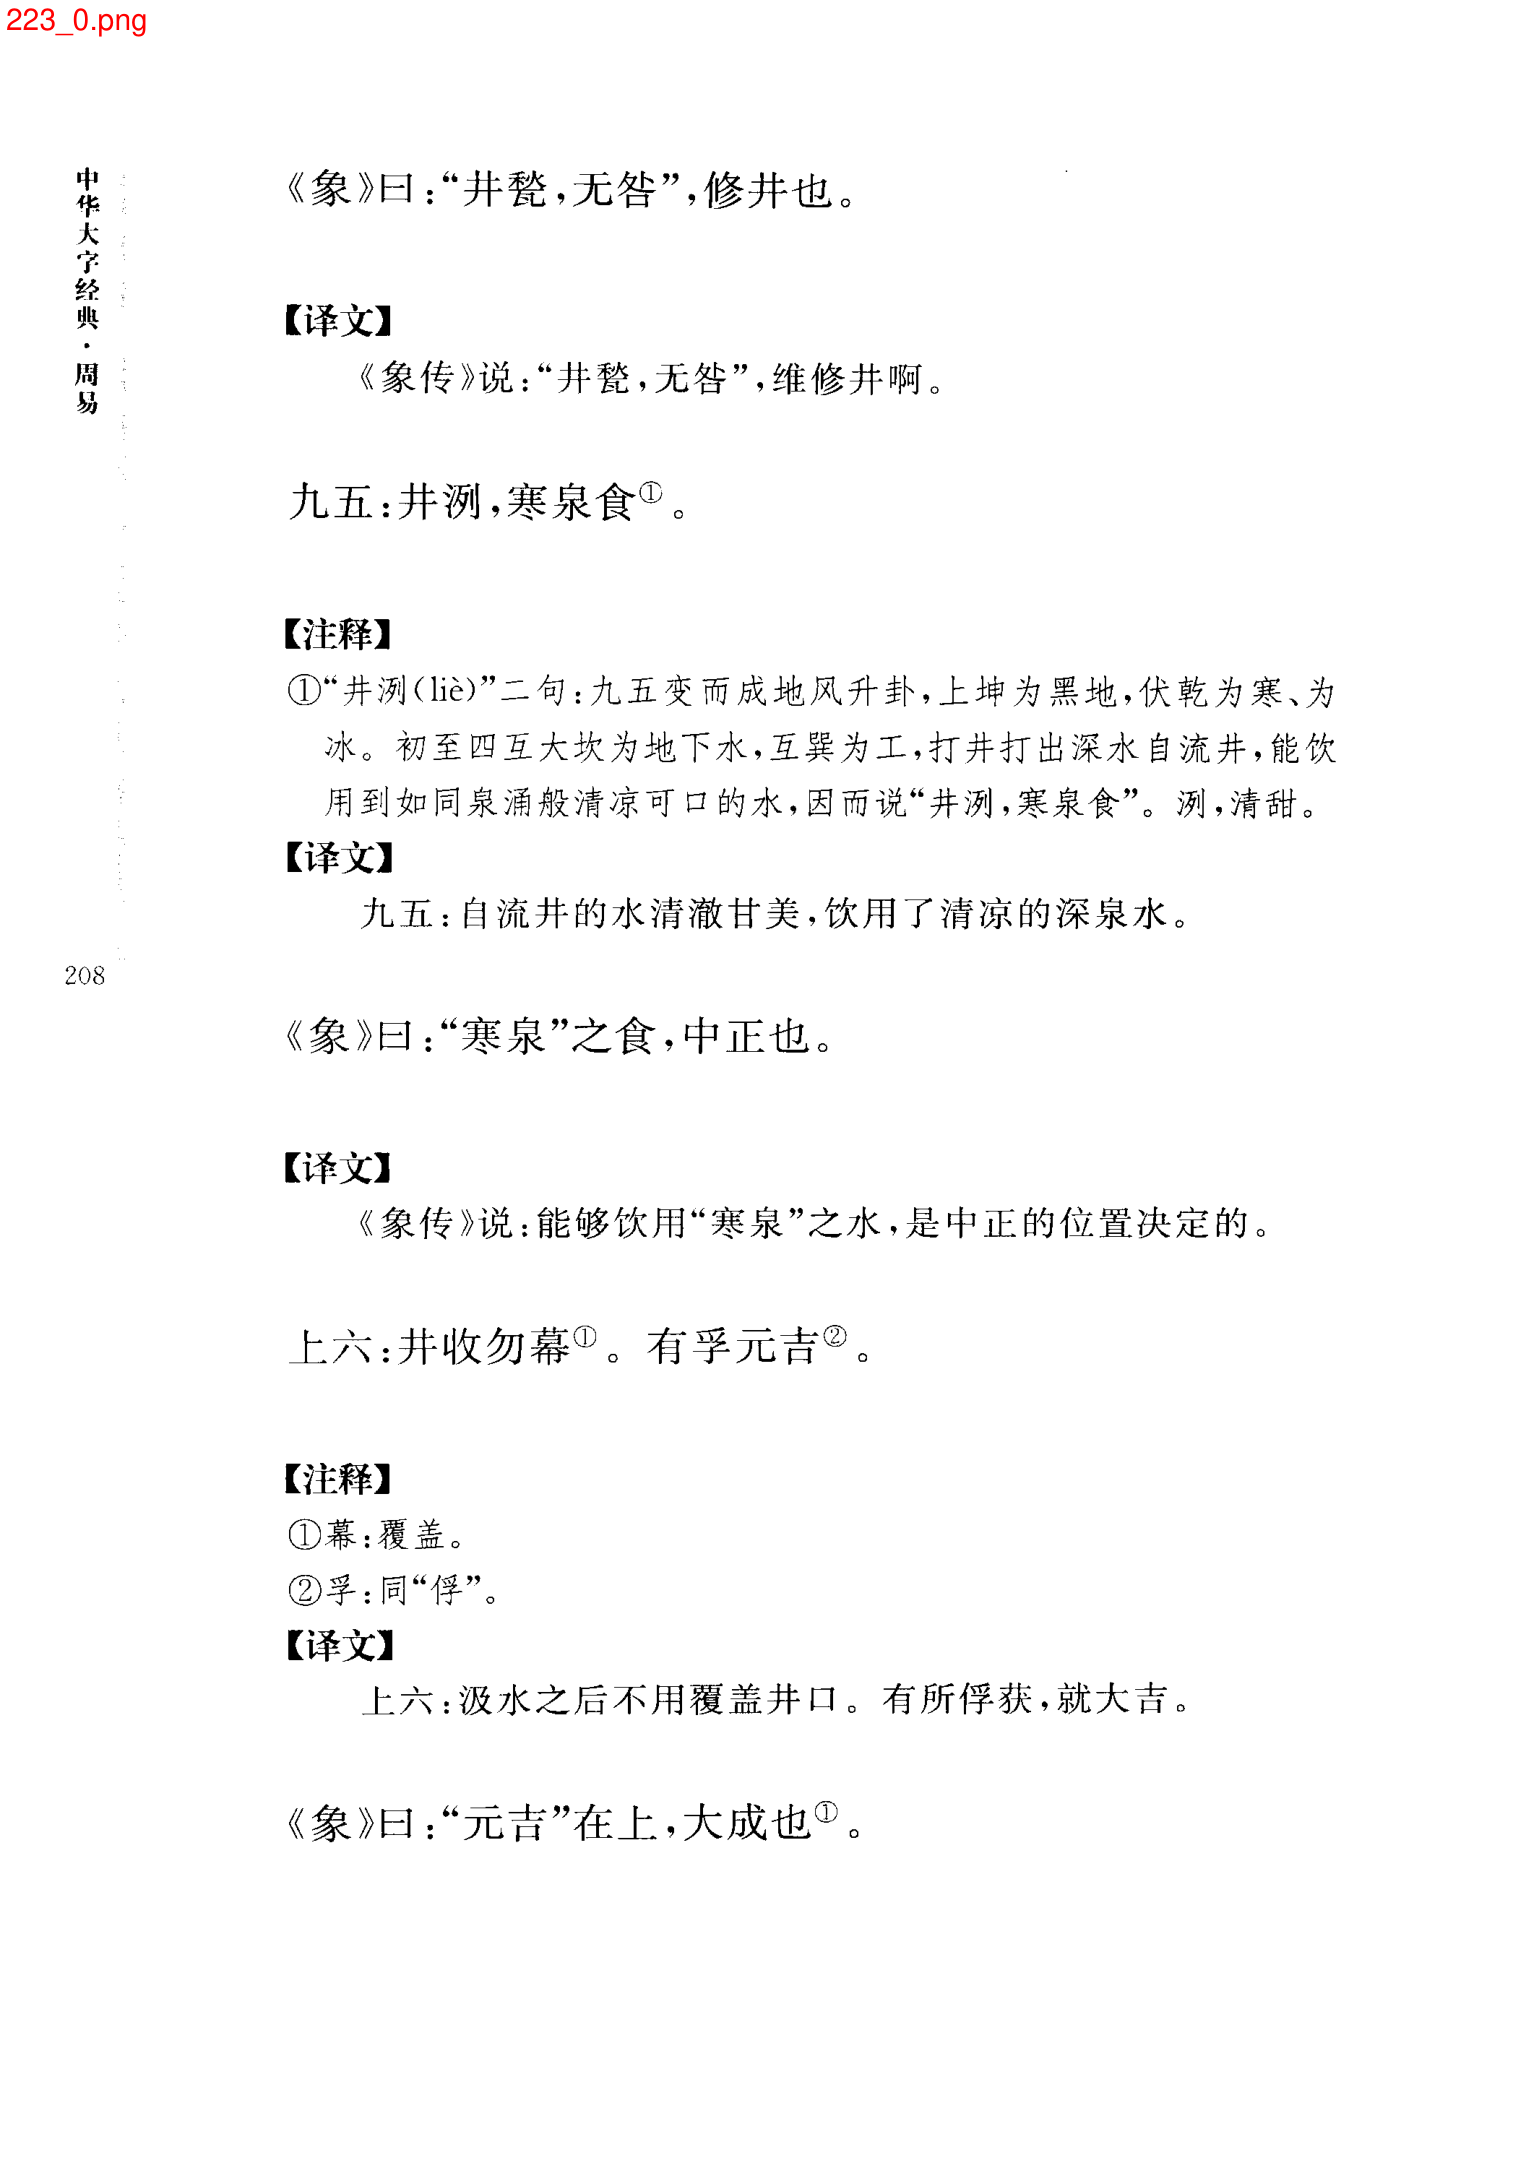 223_0.png
中华大字经典·周易
《象》曰:“井甃,无咎”,修井也。
【译文】
《象传》说:“井甃,无咎”,维修井啊。
九五:井洌,寒泉食①。
【注释】
①“井洌(liè)”二句:九五变而成地风升卦,上坤为黑地,伏乾为寒、为
冰。初至四互大坎为地下水,互巽为工,打井打出深水自流井,能饮
用到如同泉涌般清凉可口的水,因而说“井洌,寒泉食”。洌,清甜。
【译文】
九五:自流井的水清澈甘美,饮用了清凉的深泉水。
208
《象》曰:“寒泉”之食,中正也。
【译文】
《象传》说:能够饮用“寒泉”之水,是中正的位置决定的。
上六:井收勿幕①。有孚元吉②。
【注释】
①幕:覆盖。
②孚:同“俘”。
【译文】
上六:汲水之后不用覆盖井口。有所俘获,就大吉。
《象》曰:“元吉”在上,大成也①。